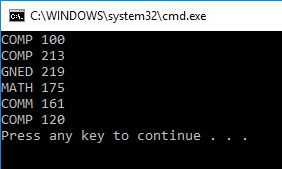 C:\WINDOWS\system32\cmd.exe
COMP 100
COMP 213
GNED 219
MATH 175
COMM 161
COMP 120
Press any key to continue . . .